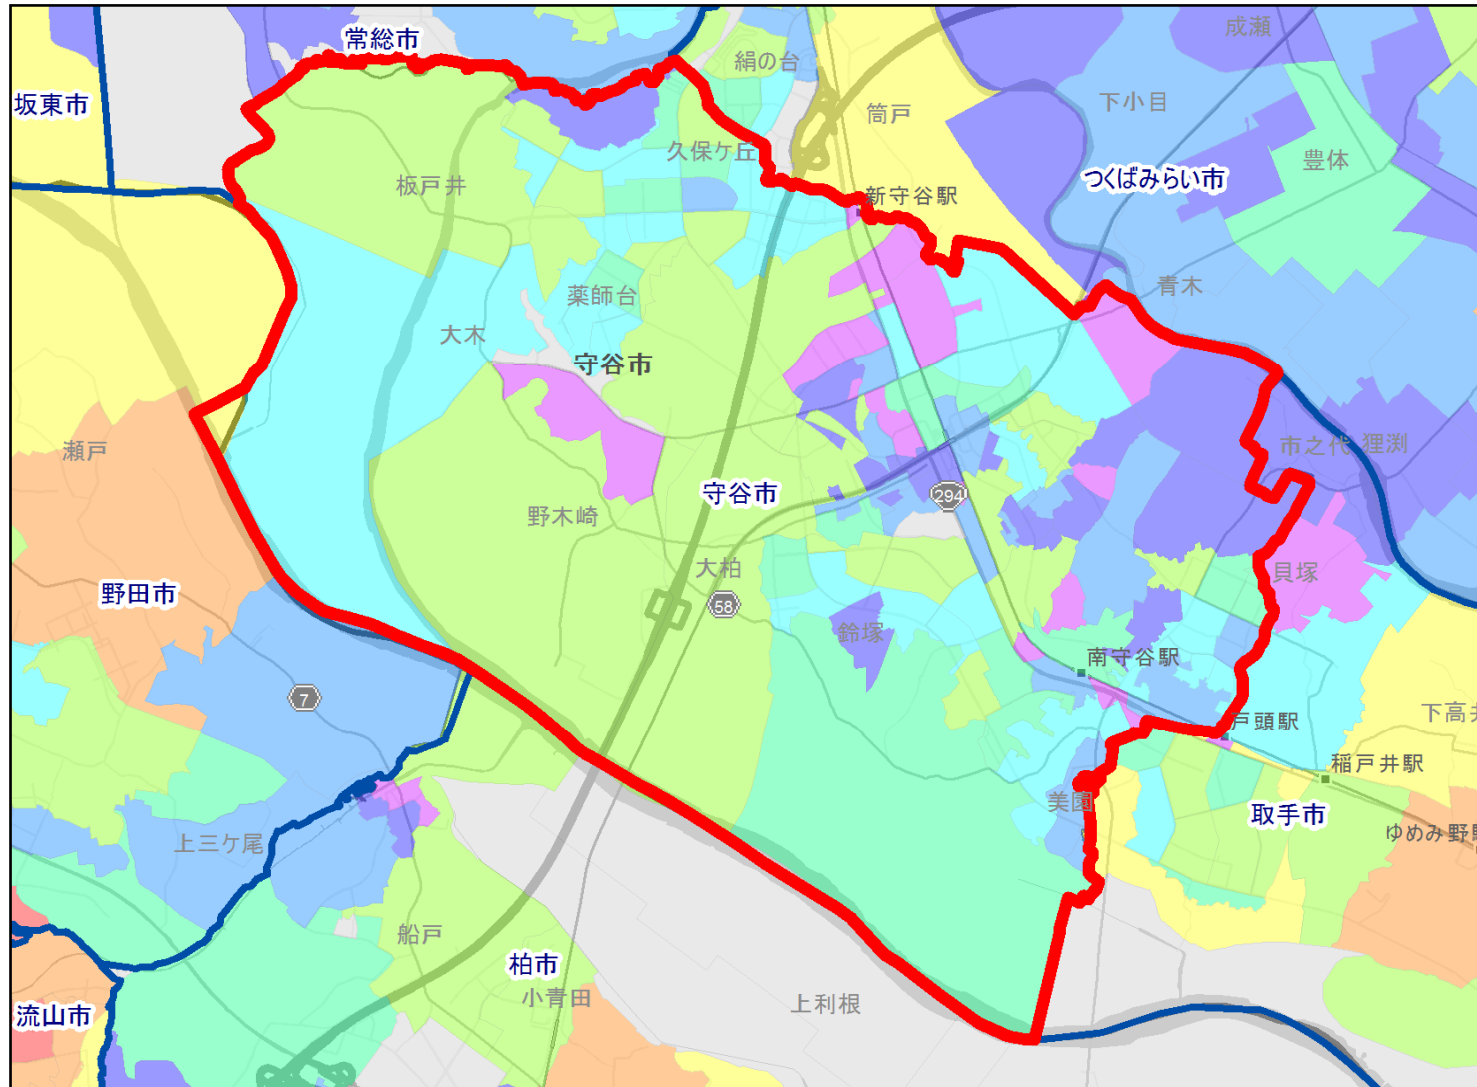 常総市
絹の台
成瀬
坂東市
筒戸
下小目
久保ケ丘
豊体
板戸井
つくばみらい市
新守谷駅
青木
薬師台
大木
守谷市
瀬戸
市之代
狸渕
守谷市
294
野木崎
大柏
貝塚
野田市
58
鈴塚
南守谷駅
7
戸頭駅
下高井
稲戸井駅
美園
取手市
上三ケ尾
ゆめみ野駅
船戸
柏市
小青田
上利根
流山市